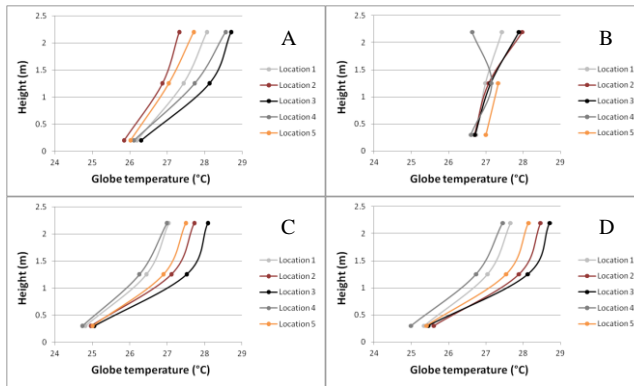 A
2.5
2
1.5
1
0.5
0
Height (m)
24 25 26 27 28 29
Globe temperature (°C)
Location 1
Location 2
Location 3
Location 4
Location 5
B
2.5
2
1.5
1
0.5
0
Height (m)
24 25 26 27 28 29
Globe temperature (°C)
Location 1
Location 2
Location 3
Location 4
Location 5
C
2.5
2
1.5
1
0.5
0
Height (m)
24 25 26 27 28 29
Globe temperature (°C)
Location 1
Location 2
Location 3
Location 4
Location 5
D
2.5
2
1.5
1
0.5
0
Height (m)
24 25 26 27 28 29
Globe temperature (°C)
Location 1
Location 2
Location 3
Location 4
Location 5